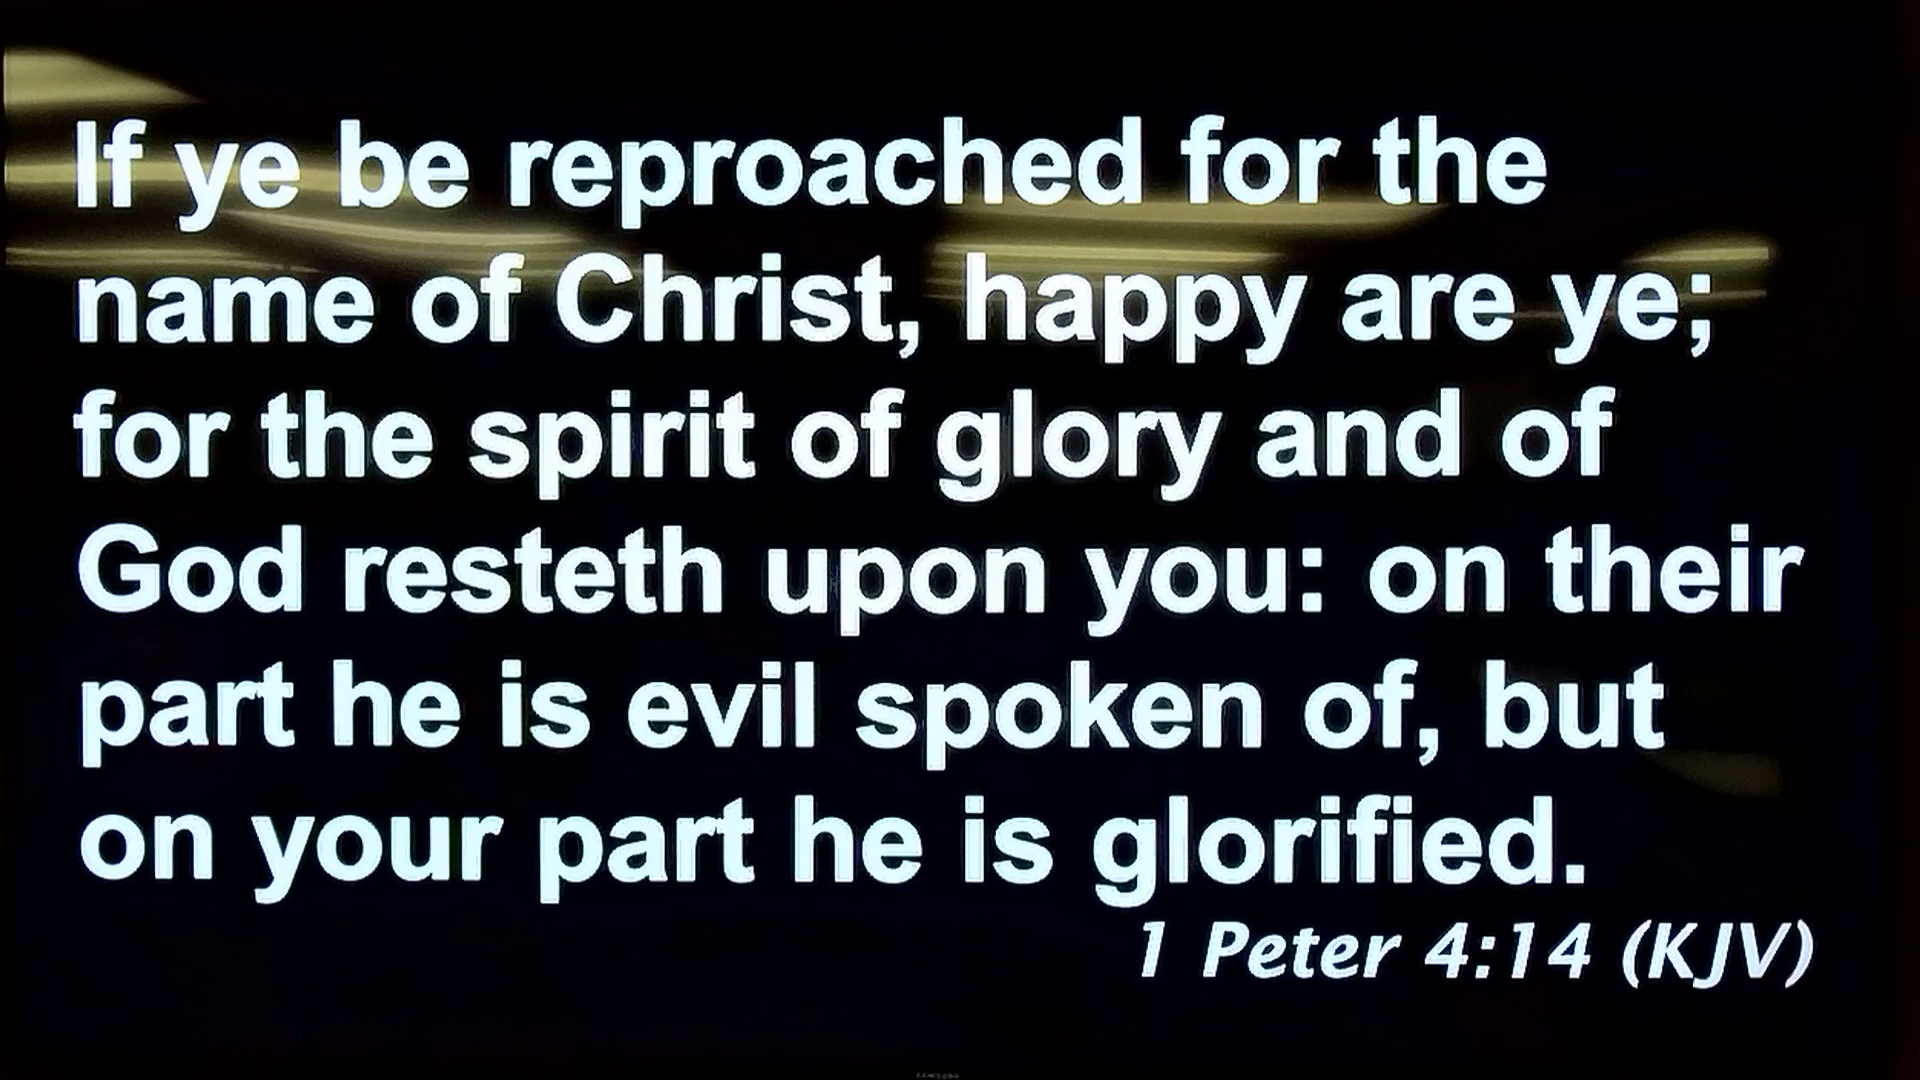 If ye be reproached for the
name of Christ, happy are ye;
for the spirit of glory and of
God resteth upon you: on their
part he is evil spoken of, but
on your part he is glorified.
1 Peter 4:14 (KJV)